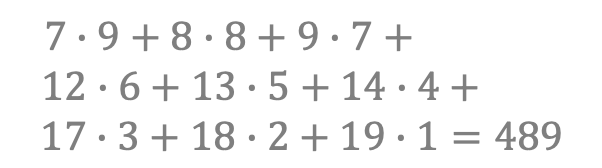 7 · 9 + 8 · 8 + 9 · 7 +
12 · 6 + 13 · 5 + 14 · 4 +
17 · 3 + 18 · 2 + 19 · 1 = 489